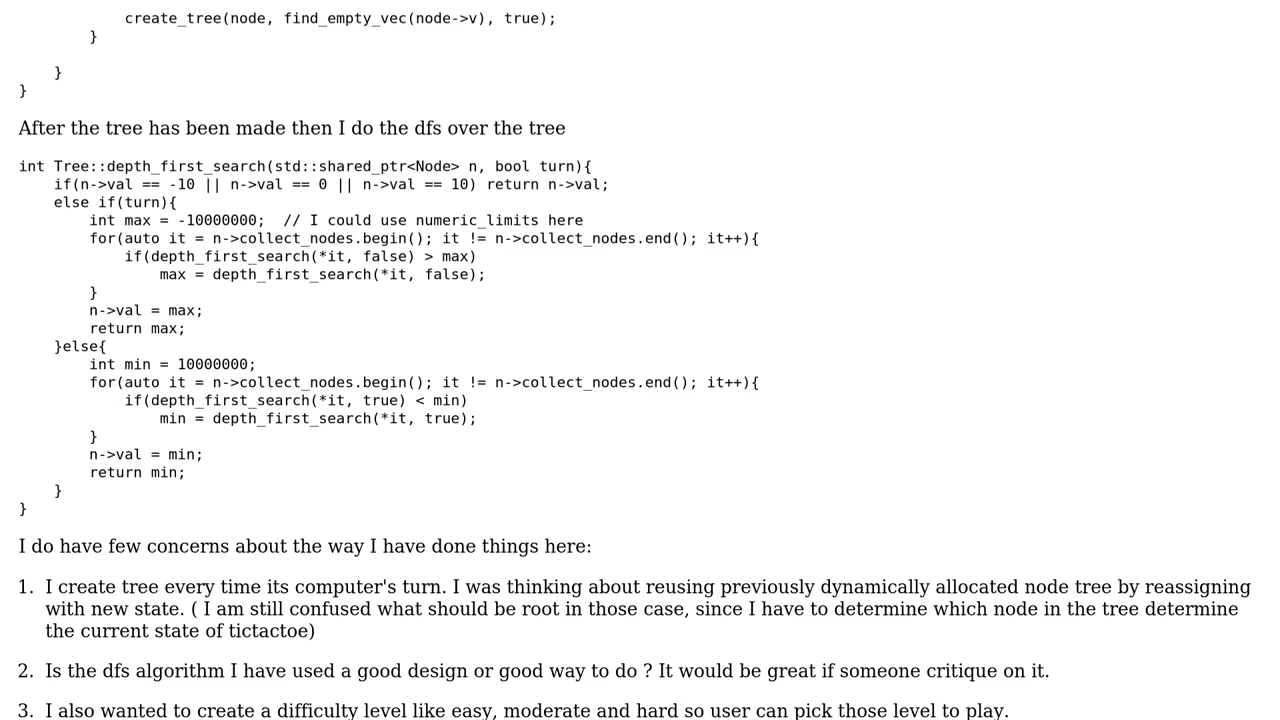 create_tree(node, find_empty_vec(node->v), true);
        }

    }
}
After the tree has been made then I do the dfs over the tree
int Tree::depth_first_search(std::shared_ptr<Node> n, bool turn){
    if(n->val == -10 || n->val == 0 || n->val == 10) return n->val;
    else if(turn){
        int max = -10000000;  // I could use numeric_limits here
        for(auto it = n->collect_nodes.begin(); it != n->collect_nodes.end(); it++){
            if(depth_first_search(*it, false) > max)
                max = depth_first_search(*it, false);
        }
        n->val = max;
        return max;
    }else{
        int min = 10000000;
        for(auto it = n->collect_nodes.begin(); it != n->collect_nodes.end(); it++){
            if(depth_first_search(*it, true) < min)
                min = depth_first_search(*it, true);
        }
        n->val = min;
        return min;
    }
}
I do have few concerns about the way I have done things here:
1. I create tree every time its computer's turn. I was thinking about reusing previously dynamically allocated node tree by reassigning
with new state. ( I am still confused what should be root in those case, since I have to determine which node in the tree determine
the current state of tictactoe)
2. Is the dfs algorithm I have used a good design or good way to do ? It would be great if someone critique on it.
3. I also wanted to create a difficulty level like easy, moderate and hard so user can pick those level to play.